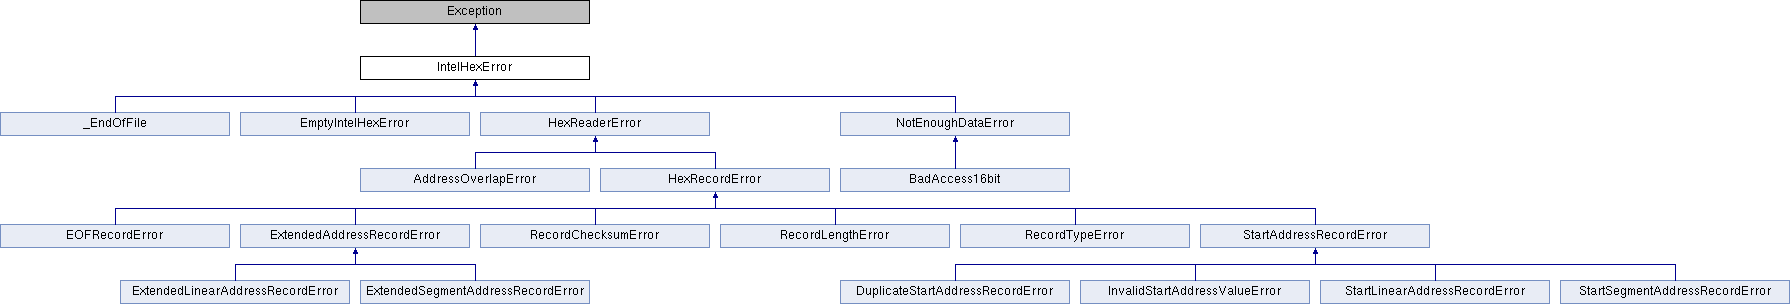 Exception
IntelHexError
_EndOfFile EmptyIntelHexError HexReaderError NotEnoughDataError
AddressOverlapError HexRecordError BadAccess16bit
EOFRecordError ExtendedAddressRecordError RecordChecksumError RecordLengthError RecordTypeError StartAddressRecordError
ExtendedLinearAddressRecordError ExtendedSegmentAddressRecordError DuplicateStartAddressRecordError InvalidStartAddressValueError StartLinearAddressRecordError StartSegmentAddressRecordError